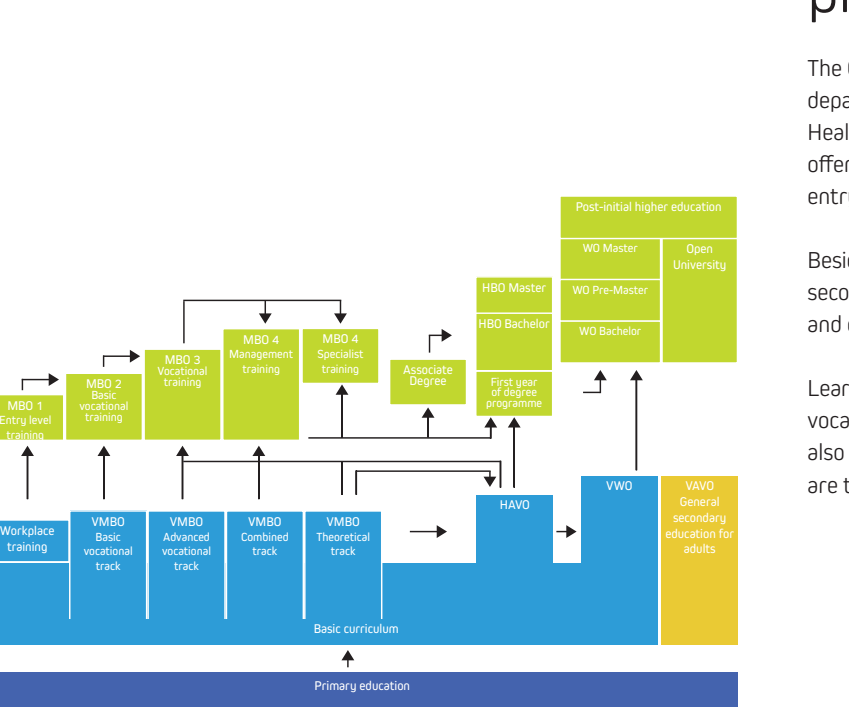 Post-initial higher education
WO Master
Open
University
WO Pre-Master
WO Bachelor
HBO Master
HBO Bachelor
First year
of degree
programme
Associate
Degree
MBO 4
Specialist
training
MBO 4
Management
training
MBO 3
Vocational
training
MBO 2
Basic
vocational
training
MBO 1
Entry level
training
Workplace
training
VMBO
Basic
vocational
track
VMBO
Advanced
vocational
track
VMBO
Combined
track
VMBO
Theoretical
track
HAVO
VWO
VAVO
General
secondary
education for
adults
Basic curriculum
Primary education
The
depa
Heal
offer
entr
Besi
seco
and
Lear
voca
also
are t